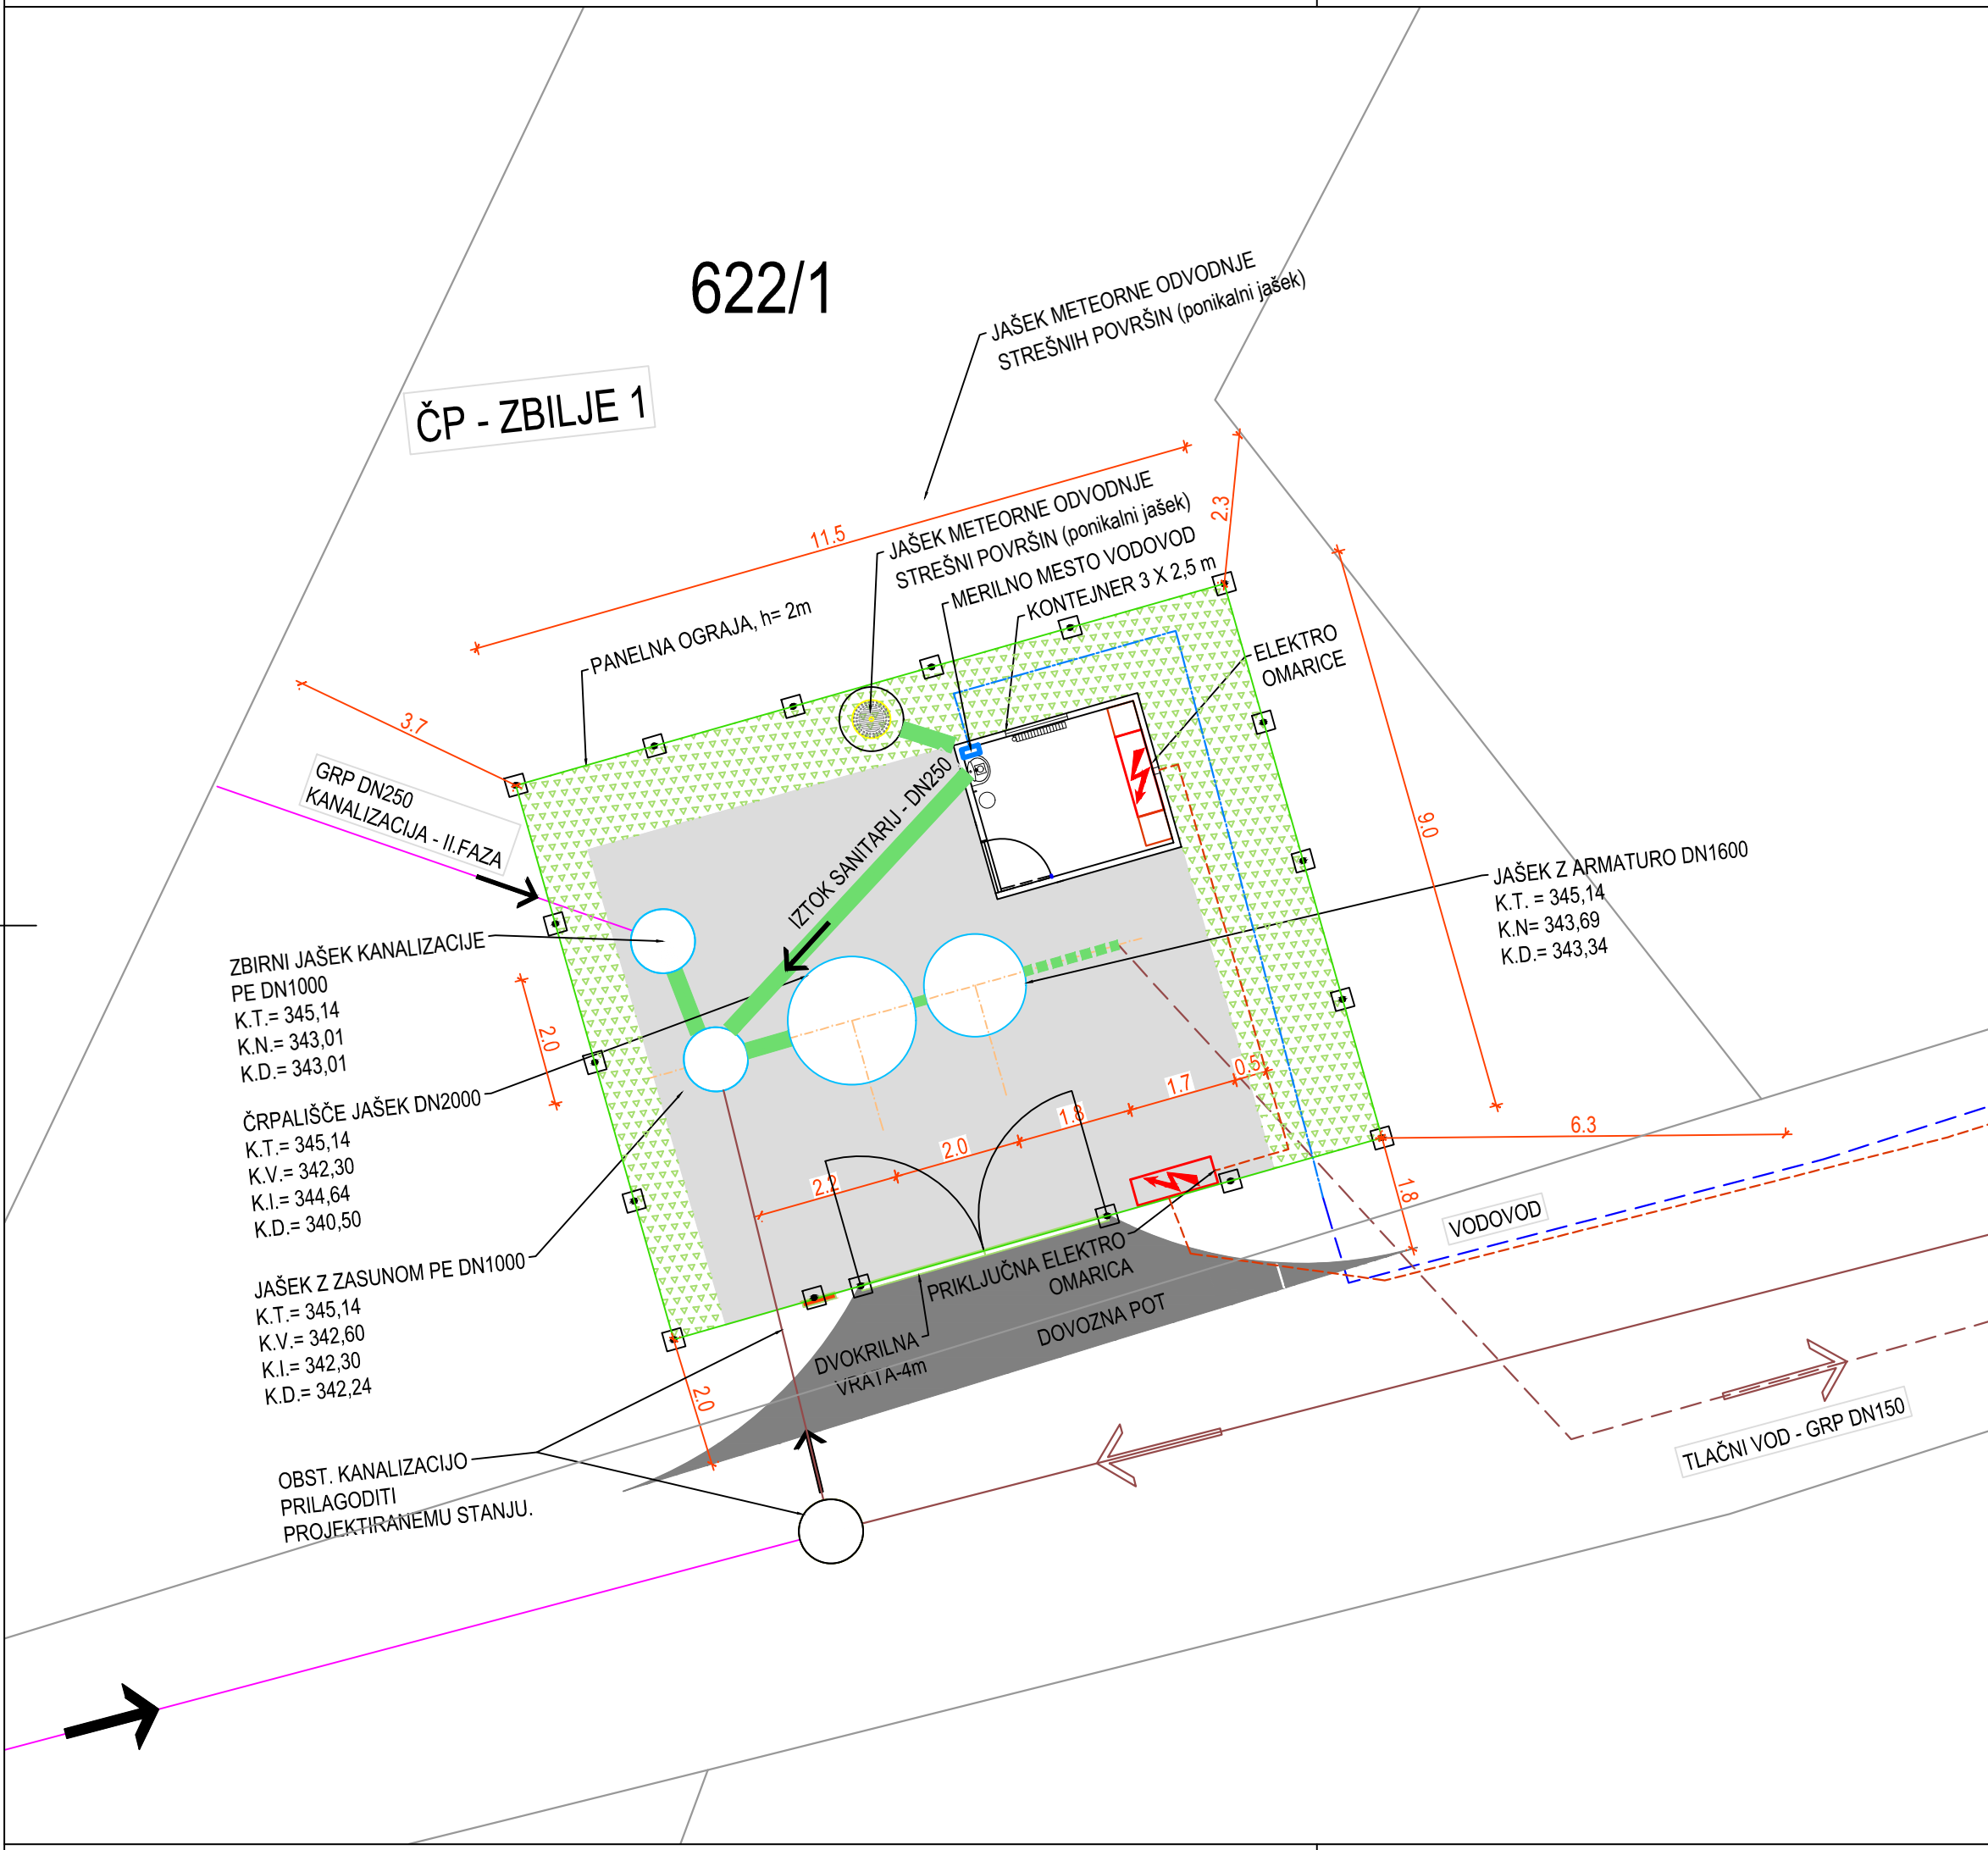 622/1
ČP - ZBILJE 1
JAŠEK METEORNE ODVODNJE
STREŠNIH POVRŠIN (ponikalni jašek)
11.5
2.3
JAŠEK METEORNE ODVODNJE
STREŠNI POVRŠIN (ponikalni jašek)
MERILNO MESTO VODOVOD
KONTEJNER 3 X 2,5 m
PANELNA OGRAJA, h= 2m
ELEKTRO
OMARICE
3.7
GRP DN250
KANALIZACIJA - II.FAZA
IZTOK SANITARIJ - DN250
9.0
JAŠEK Z ARMATURO DN1600
K.T. = 345,14
K.N= 343,69
K.D.= 343,34
ZBIRNI JAŠEK KANALIZACIJE
PE DN1000
K.T.= 345,14
K.N.= 343,01
K.D.= 343,01
2.0
ČRPALIŠČE JAŠEK DN2000
K.T.= 345,14
K.V.= 342,30
K.I.= 344,64
K.D.= 340,50
2.2
2.0
1.8
1.7
0.5
6.3
1.8
JAŠEK Z ZASUNOM PE DN1000
K.T.= 345,14
K.V.= 342,60
K.I.= 342,30
K.D.= 342,24
VODOVOD
PRIKLJUČNA ELEKTRO
OMARICA
DOVOZNA POT
DVOKRILNA
VRATA-4m
2.0
TLAČNI VOD - GRP DN150
OBST. KANALIZACIJO
PRILAGODITI
PROJEKTIRANEMU STANJU.